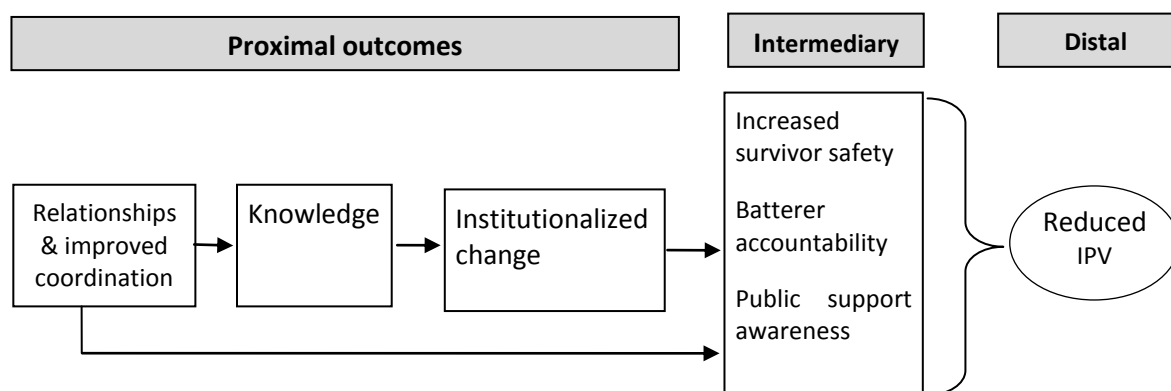 Proximal outcomes
Intermediary
Distal
Relationships
& improved
coordination
Knowledge
Institutionalized
change
Increased
survivor safety
Batterer
accountability
Public support
awareness
Reduced
IPV